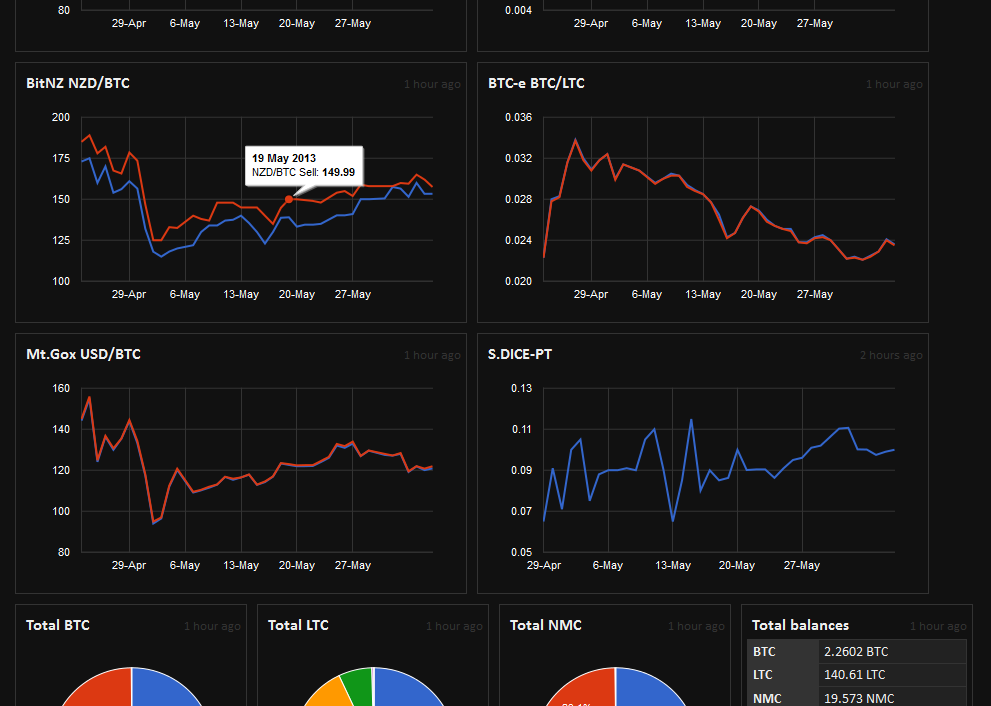 80
29-Apr 6-May 13-May 20-May 27-May
0.004
29-Apr 6-May 13-May 20-May 27-May
BitNZ NZD/BTC 1 hour ago
200
175
150
125
100
19 May 2013
NZD/BTC Sell: 149.99
29-Apr 6-May 13-May 20-May 27-May
BTC-e BTC/LTC 1 hour ago
0.036
0.032
0.028
0.024
0.020
29-Apr 6-May 13-May 20-May 27-May
Mt.Gox USD/BTC 1 hour ago
160
140
120
100
80
29-Apr 6-May 13-May 20-May 27-May
S.DICE-PT 2 hours ago
0.13
0.11
0.09
0.07
0.05
29-Apr 6-May 13-May 20-May 27-May
Total BTC 1 hour ago
Total LTC 1 hour ago
Total NMC 1 hour ago
Total balances 1 hour ago
BTC 2.2602 BTC
LTC 140.61 LTC
NMC 19.573 NMC